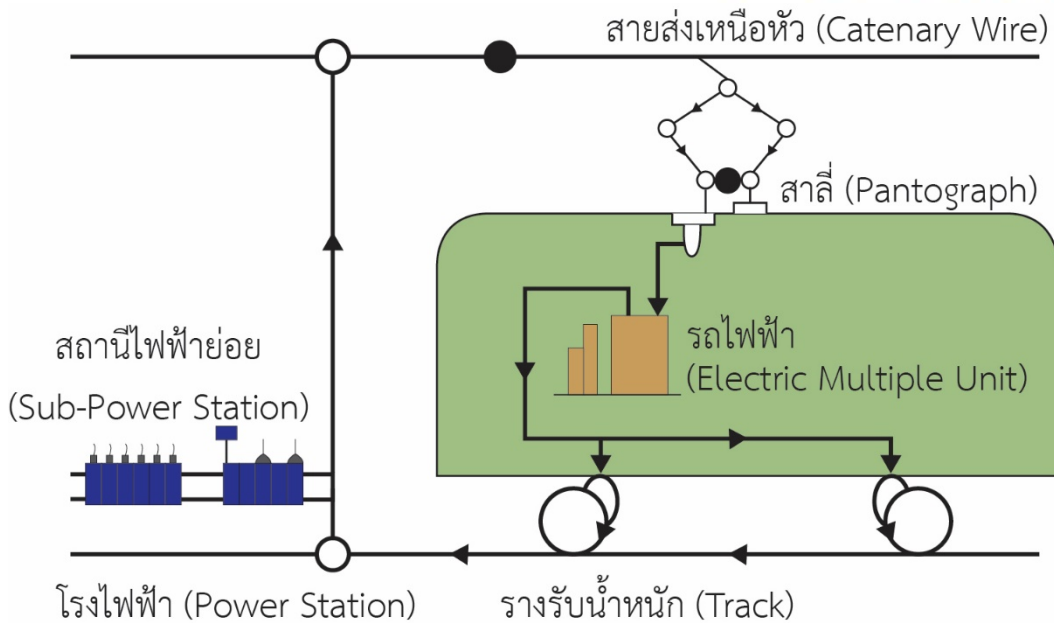 สายส่งเหนือหัว (Catenary Wire)
สาลี่ (Pantograph)
สถานีไฟฟ้าย่อย
(Sub-Power Station)
รถไฟฟ้า
(Electric Multiple Unit)
โรงไฟฟ้า (Power Station)
รางรับน้ำหนัก (Track)